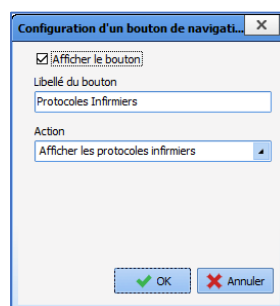 Configuration d'un bouton de navigati... X
Afficher le bouton
Libellé du bouton
Protocoles Infirmiers
Action
Afficher les protocoles infirmiers
OK Annuler